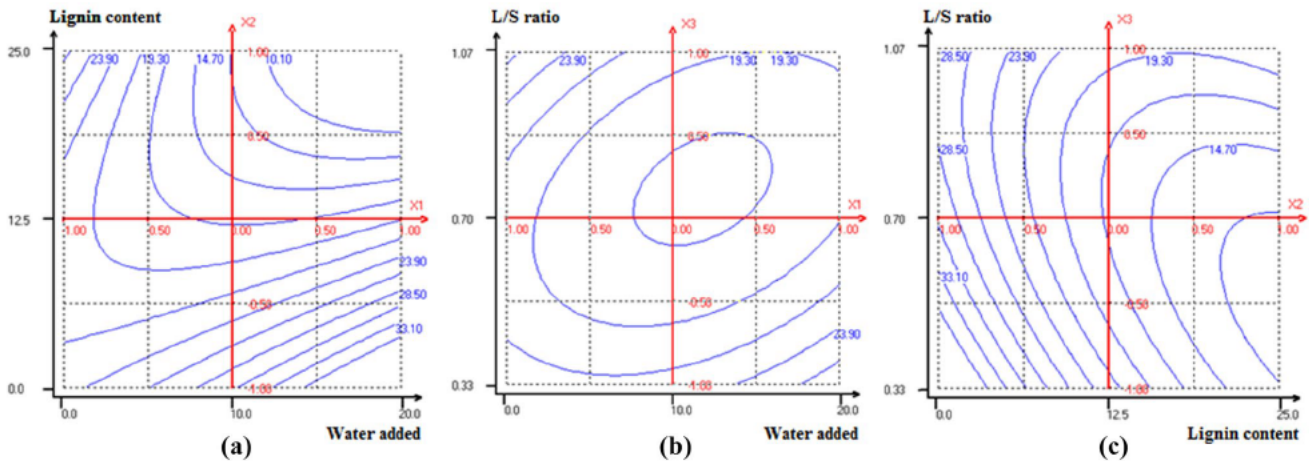 Lignin content
X2
25.0
1.00
23.90 19.30 14.70 10.10
0.50
12.5
X1
1.00 0.50 0.00 0.50 1.00
23.90
28.50
-0.50
33.10
0.0
-1.00
0.0 10.0 20.0
Water added
(a)
L/S ratio
X3
1.07
1.00
23.90 19.30 19.30
0.50
0.70
X1
1.00 0.50 0.00 0.50 1.00
-0.50
23.90
0.33
-1.00
0.0 10.0 20.0
Water added
(b)
L/S ratio
X3
1.07
1.00
28.50 23.90 19.30
0.50
28.50 14.70
0.70
X2
1.00 0.50 0.00 0.50 1.00
33.10
-0.50
0.33
-1.00
0.0 12.5 25.0
Lignin content
(c)